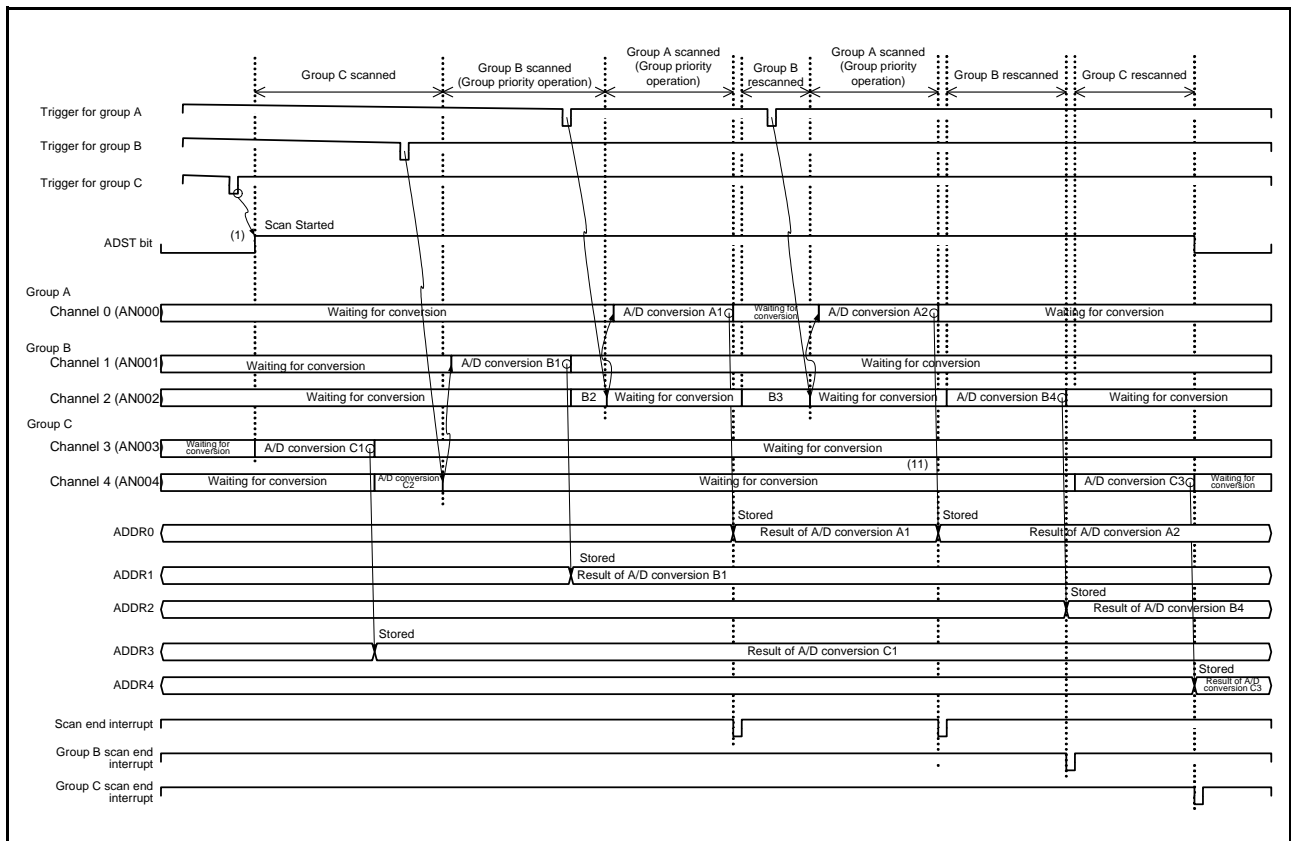 Group C scanned
Group B scanned
(Group priority operation)
Group A scanned
(Group priority
operation)
Group B
rescanned
Group A scanned
(Group priority
operation)
Group B rescanned
Group C rescanned
Trigger for group A
Trigger for group B
Trigger for group C
(1)
Scan Started
ADST bit
Group A
Channel 0 (AN000)
Waiting for conversion
A/D conversion A1
Waiting for
conversion
A/D conversion A2
Waiting for conversion
Group B
Channel 1 (AN001)
Waiting for conversion
A/D conversion B1
Waiting for conversion
Channel 2 (AN002)
Waiting for conversion
B2
Waiting for conversion
B3
Waiting for conversion
A/D conversion B4
Waiting for conversion
Group C
Channel 3 (AN003)
Waiting for
conversion
A/D conversion C1
Waiting for conversion
(11)
Channel 4 (AN004)
Waiting for conversion
A/D conversion
C2
Waiting for conversion
A/D conversion C3
Waiting for
conversion
ADDR0
Stored
Result of A/D conversion A1
Stored
Result of A/D conversion A2
ADDR1
Stored
Result of A/D conversion B1
ADDR2
Stored
Result of A/D conversion B4
ADDR3
Stored
Result of A/D conversion C1
ADDR4
Stored
Result of A/D
conversion C3
Scan end interrupt
Group B scan end
interrupt
Group C scan end
interrupt